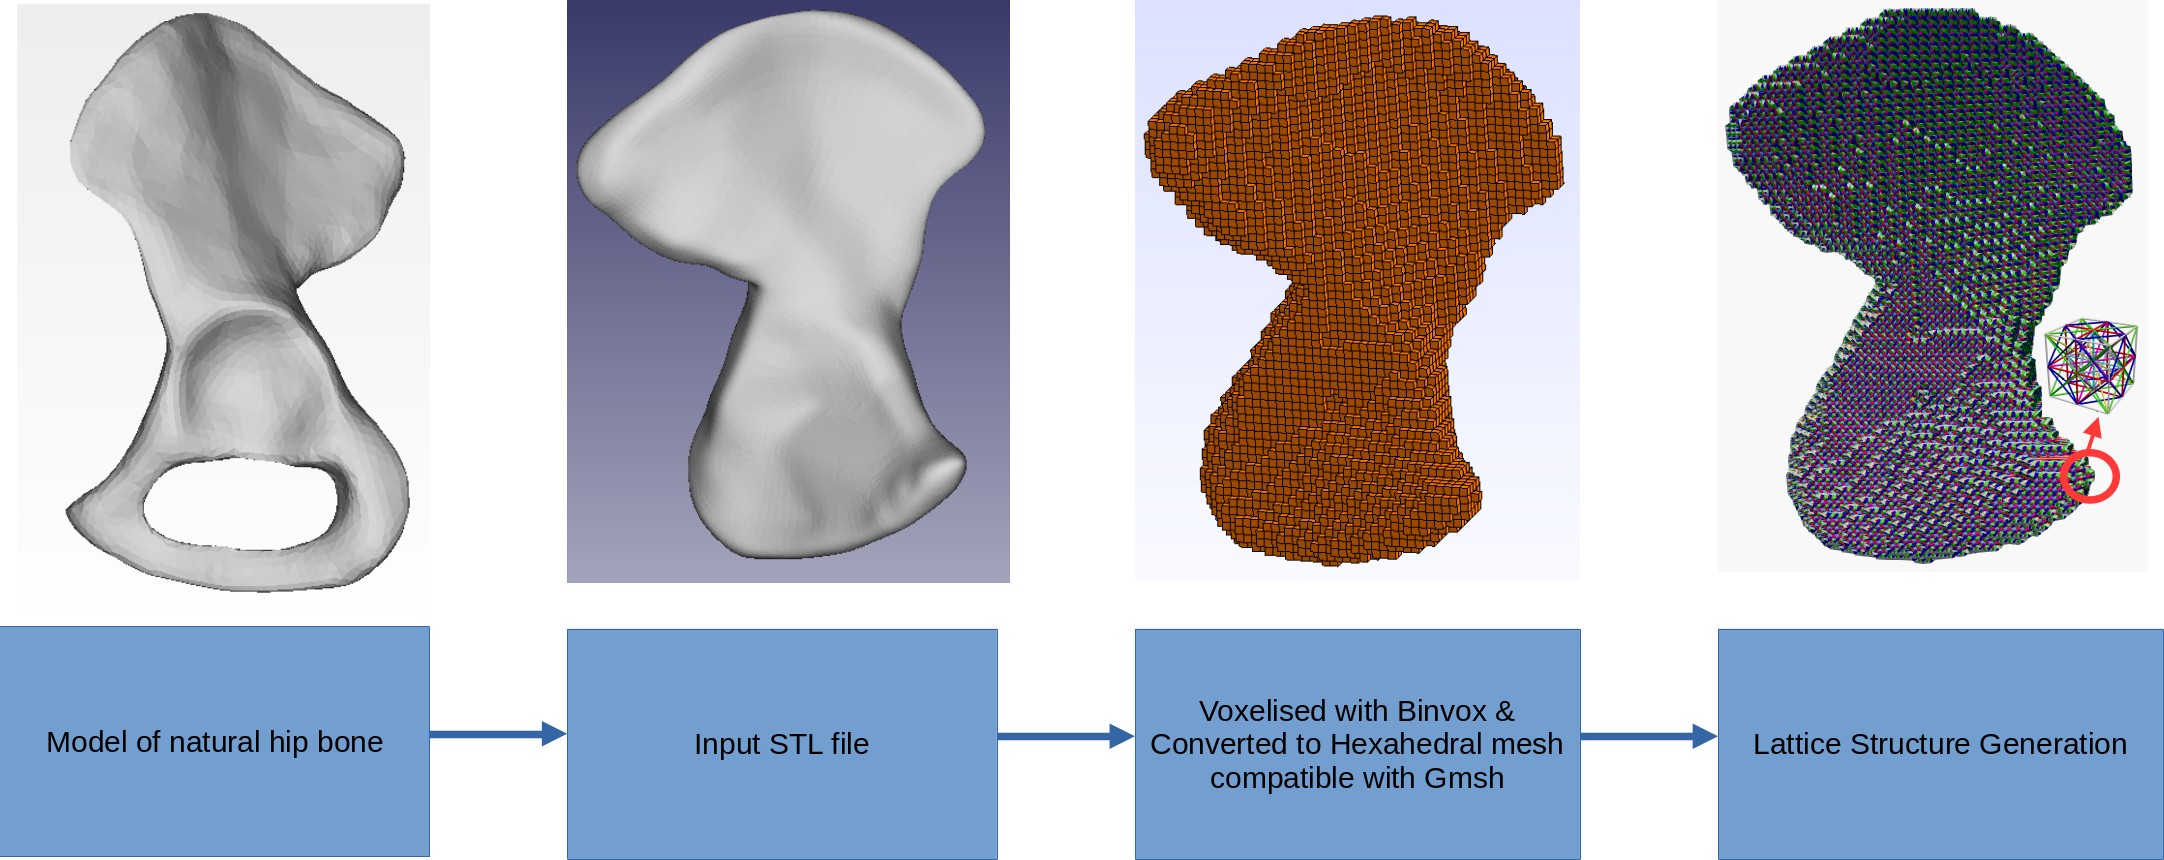 Model of natural hip bone
Input STL file
Voxelised with Binvox &
Converted to Hexahedral mesh
compatible with Gmsh
Lattice Structure Generation